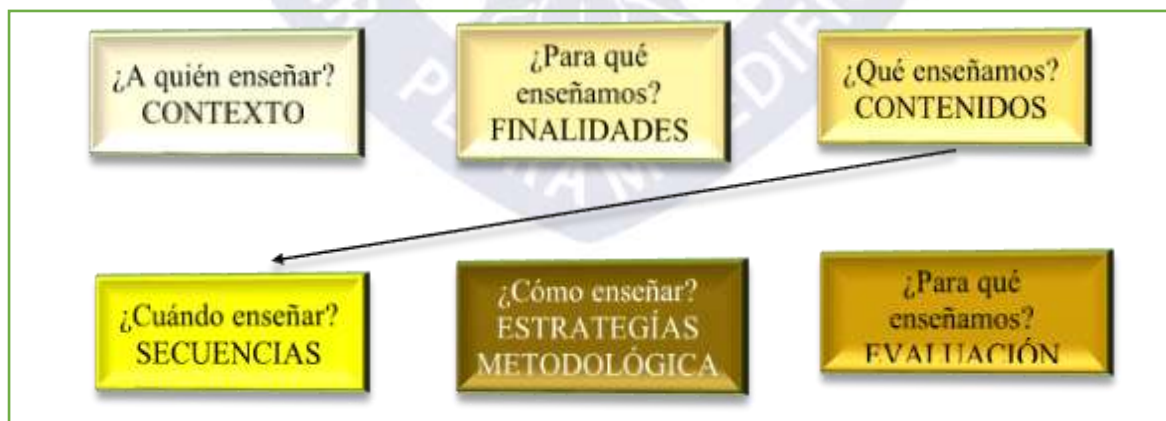 ¿A quién enseñar?
CONTEXTO
¿Para qué
enseñamos?
FINALIDADES
¿Qué enseñamos?
CONTENIDOS
¿Cuándo enseñar?
SECUENCIAS
¿Cómo enseñar?
ESTRATEGÍAS
METODOLÓGICA
¿Para qué
enseñamos?
EVALUACIÓN